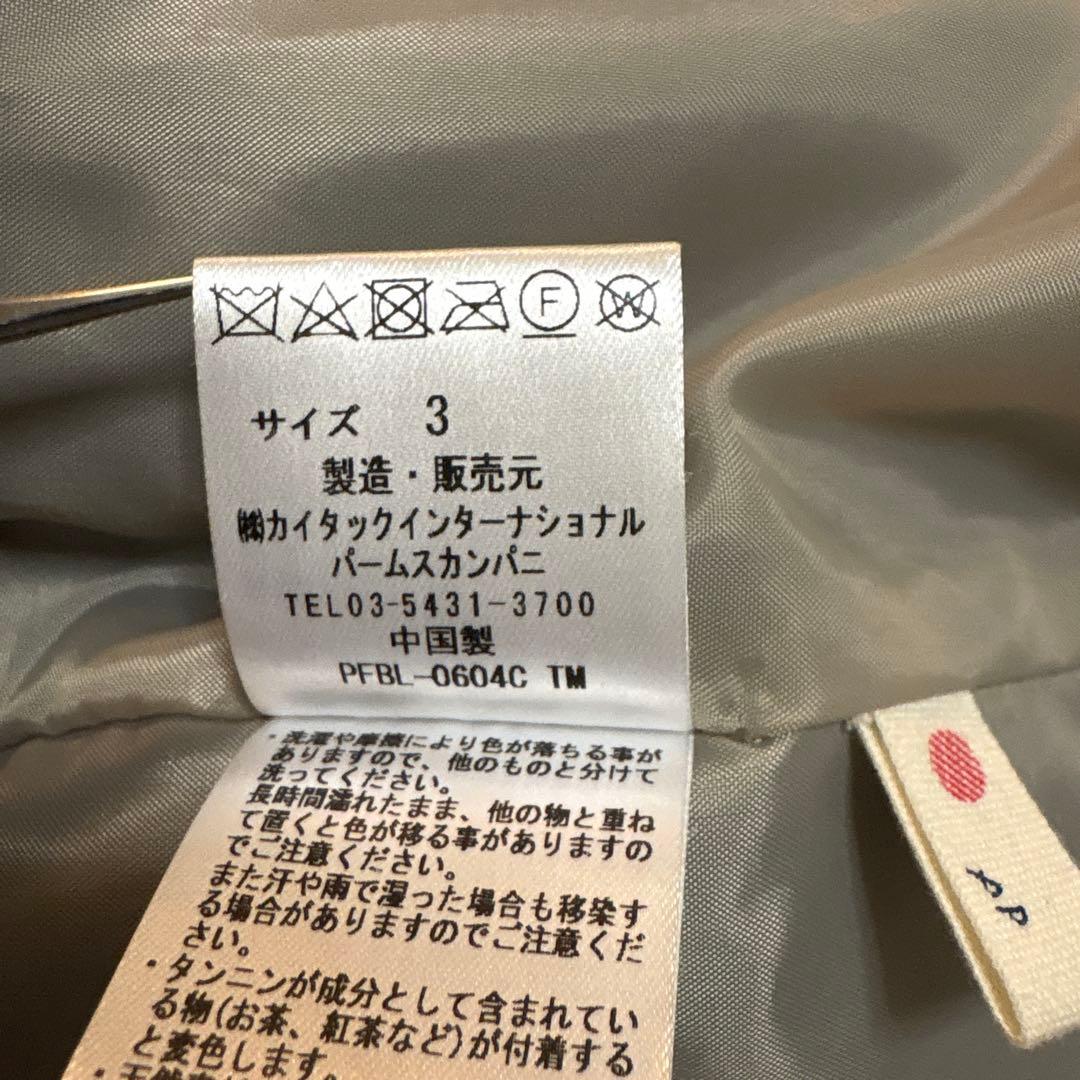 F W
サイズ 3
製造・販売元
㈱カイタックインターナショナル
パームスカンパニ
TEL03-5431-3700
中国製
PFBL-0604C TM
・洗濯や摩擦により色が落ちる事が
ありますので、他のものと分けて
洗ってください。
長時間濡れたまま、他の物と重ね
て置くと色が移る事がありますの
でご注意ください。
また汗や雨で湿った場合も移染す
る場合がありますのでご注意くだ
さい。
・タンニンが成分として含まれてい
る物(お茶、紅茶など)が付着する
と変色します。